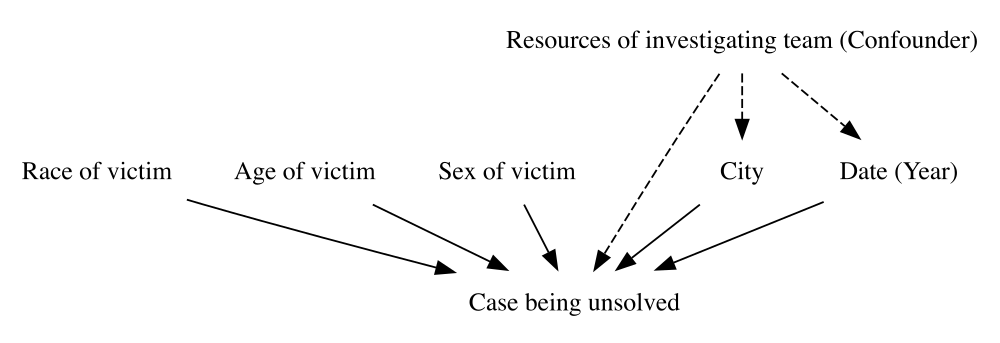 Resources of investigating team (Confounder)
Race of victim
Age of victim
Sex of victim
City
Date (Year)
Case being unsolved